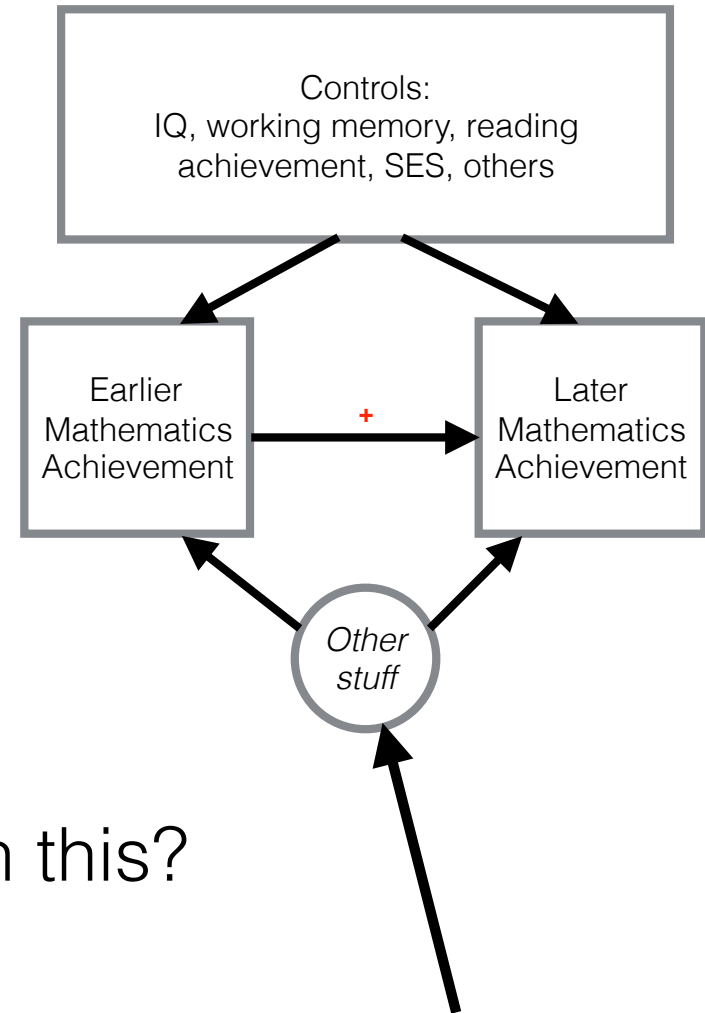 Controls:
IQ, working memory, reading
achievement, SES, others
Earlier
Mathematics
Achievement
+
Later
Mathematics
Achievement
Other
stuff
this?